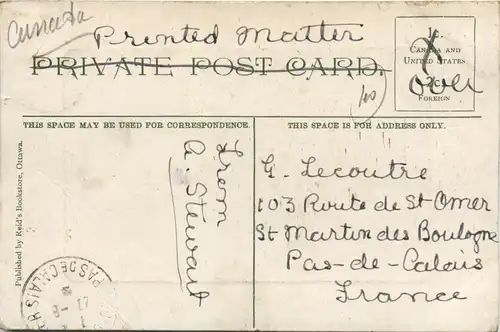 Canada
Printed Matter
PRIVATE POST CARD.
1c.
CANADA AND
UNITED STATES
2c.
FOREIGN
over
THIS SPACE MAY BE USED FOR CORRESPONDENCE.
THIS SPACE IS FOR ADDRESS ONLY.
From
A. Stewart
G. Lecoutre
103 Route de St-Omer
St Martin des Boulogne
Pas-de-Calais
France
Published by Reid's Bookstore, Ottawa.
PAS DE CALAIS